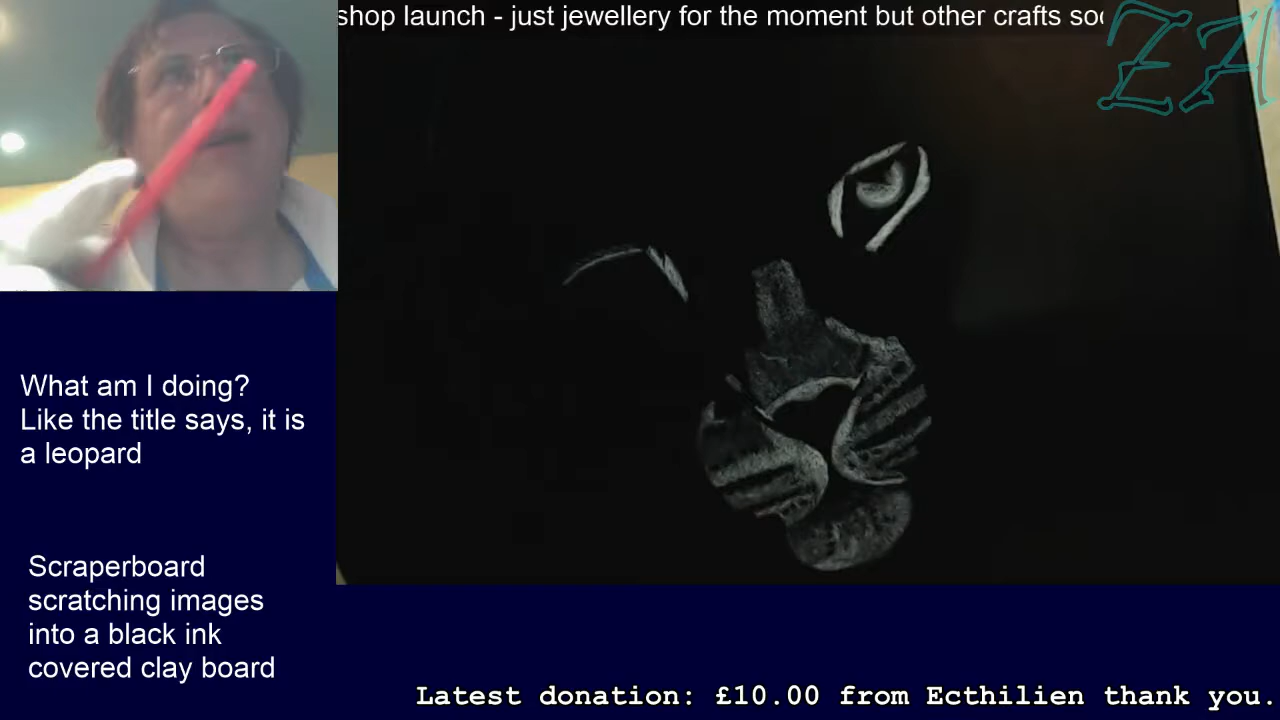 shop launch - just jewellery for the moment but other crafts
ZA
What am I doing?
Like the title says, it is
a leopard
Scraperboard
scratching images
into a black ink
covered clay board
Latest donation: £10.00 from Ecthilien thank you.